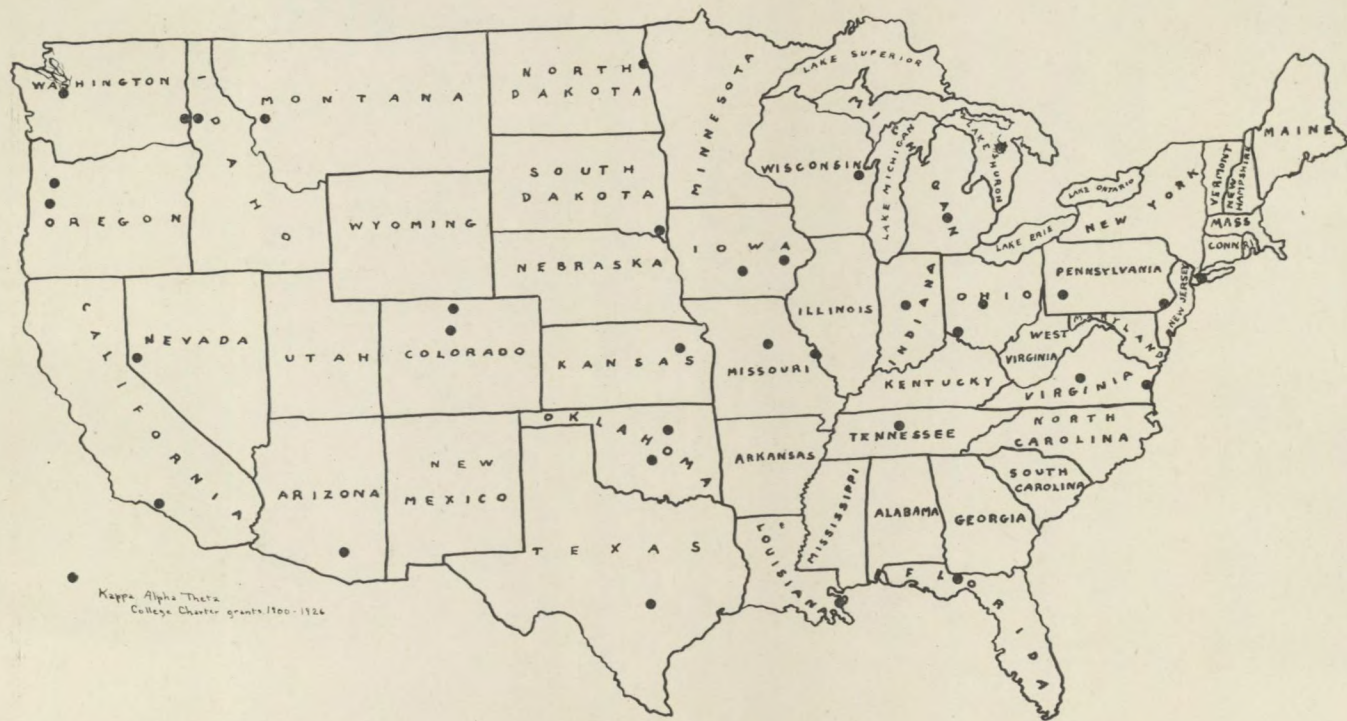 WASHINGTON
IDAHO
MONTANA
NORTH
DAKOTA
MINNESOTA
LAKE SUPERIOR
MICHIGAN
WISCONSIN
LAKE MICHIGAN
LAKE HURON
MAINE
VERMONT
NEW
HAMPSHIRE
LAKE ONTARIO
NEW YORK
MASS
CONN
R.I.
LAKE ERIE
OREGON
WYOMING
SOUTH
DAKOTA
IOWA
NEBRASKA
PENNSYLVANIA
NEW JERSEY
CALIFORNIA
NEVADA
UTAH
COLORADO
KANSAS
MISSOURI
ILLINOIS
INDIANA
OHIO
WEST
VIRGINIA
MARYLAND
KENTUCKY
VIRGINIA
OKLAHOMA
TENNESSEE
NORTH
CAROLINA
ARIZONA
NEW
MEXICO
ARKANSAS
SOUTH
CAROLINA
TEXAS
LOUISIANA
MISSISSIPPI
ALABAMA
GEORGIA
FLORIDA
Kappa Alpha Theta
College Charter grants 1900-1926